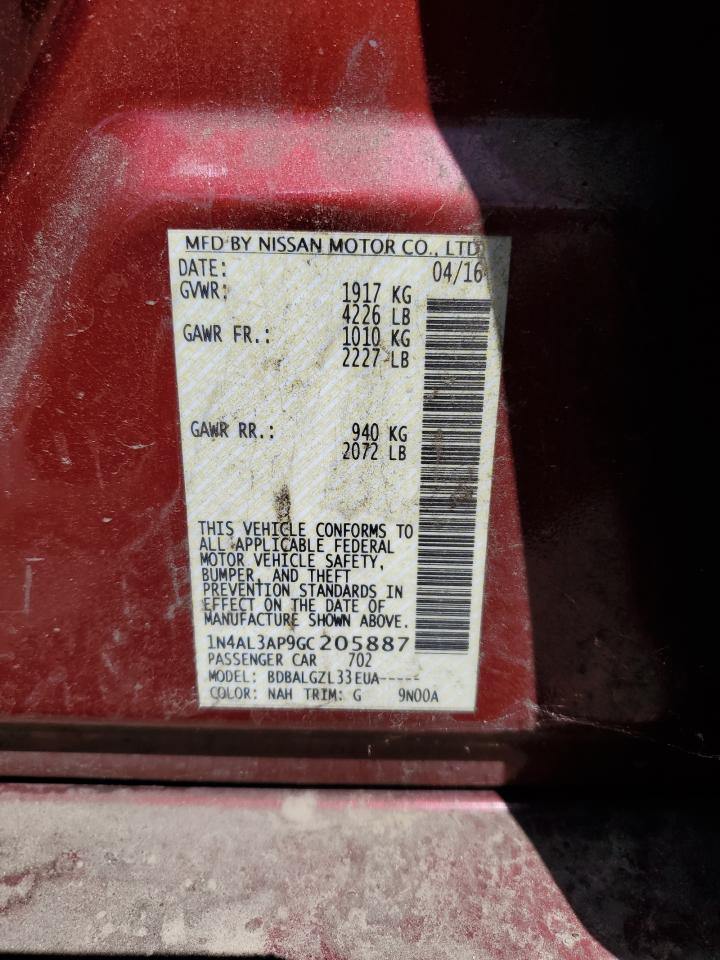 MFD BY NISSAN MOTOR CO., LTD.
DATE: 04/16
GVWR: 1917 KG
4226 LB
GAWR FR.: 1010 KG
2227 LB
GAWR RR.: 940 KG
2072 LB
THIS VEHICLE CONFORMS TO
ALL APPLICABLE FEDERAL
MOTOR VEHICLE SAFETY,
BUMPER, AND THEFT
PREVENTION STANDARDS IN
EFFECT ON THE DATE OF
MANUFACTURE SHOWN ABOVE.
1N4AL3AP9GC205887
PASSENGER CAR 702
MODEL: BDBALGZL33EUA-----
COLOR: NAH TRIM: G 9N00A